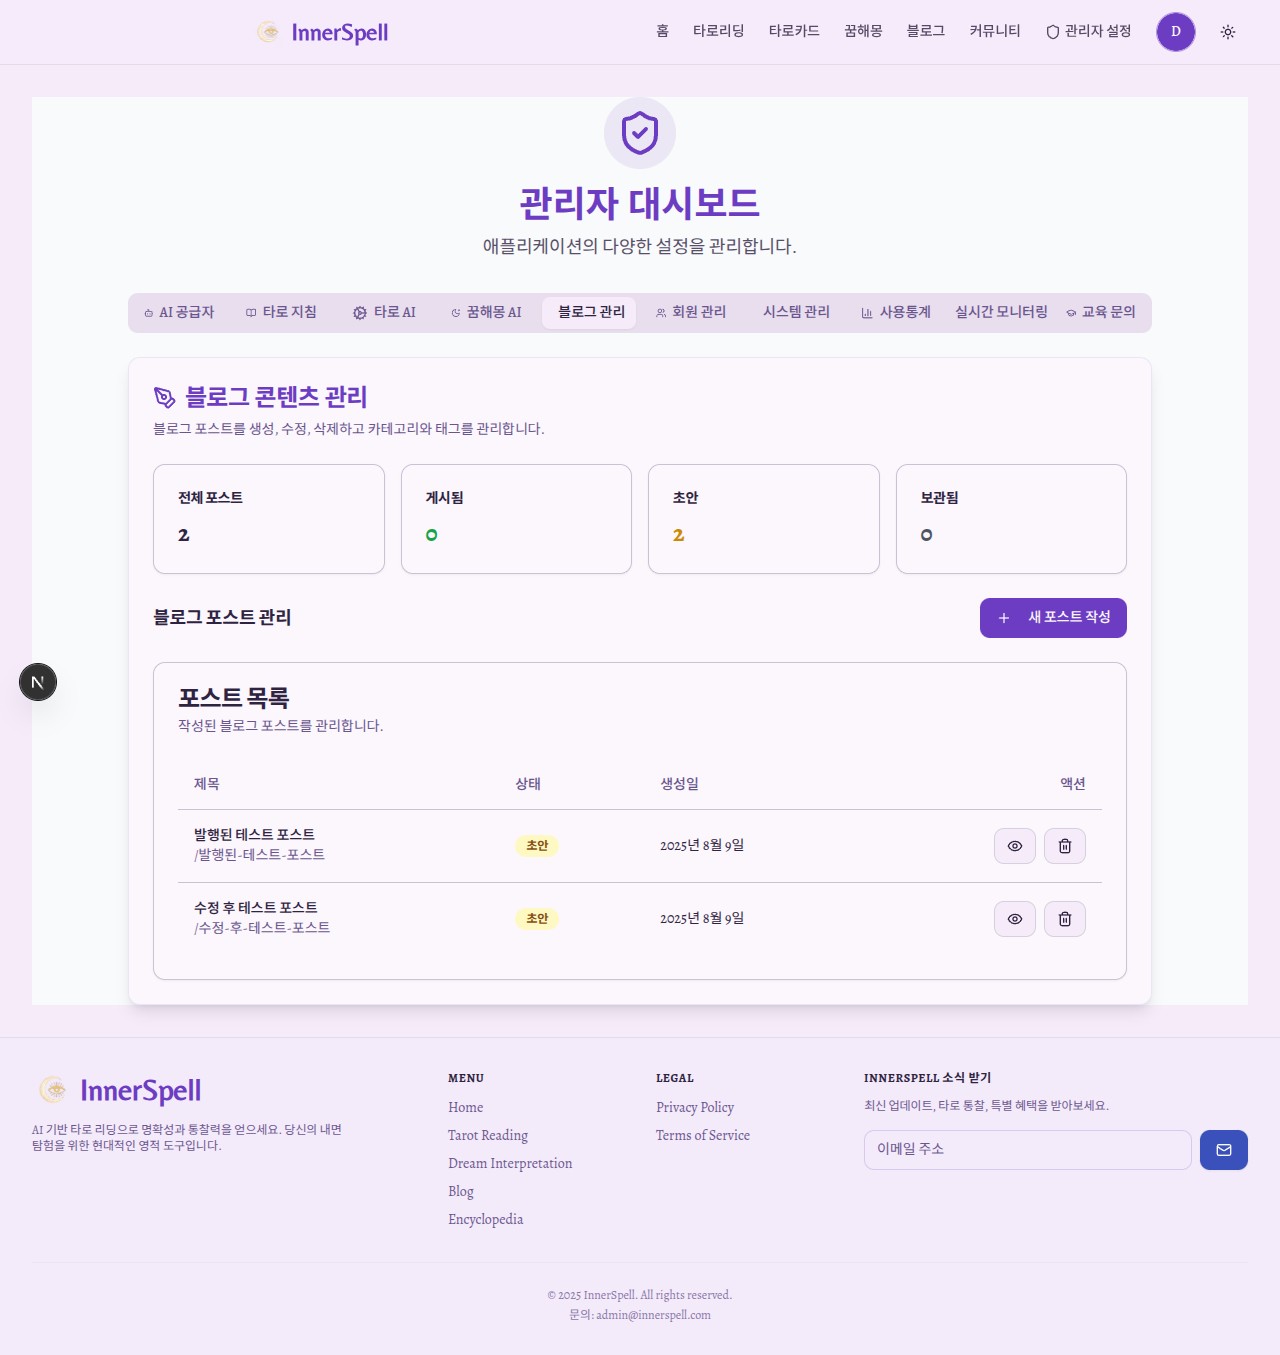 InnerSpell
홈 타로리딩 타로카드 꿈해몽 블로그 커뮤니티 관리자 설정 D
관리자 대시보드
애플리케이션의 다양한 설정을 관리합니다.
AI 공급자 타로 지침 타로 AI 꿈해몽 AI 블로그 관리 회원 관리 시스템 관리 사용통계 실시간 모니터링 교육 문의
블로그 콘텐츠 관리
블로그 포스트를 생성, 수정, 삭제하고 카테고리와 태그를 관리합니다.
전체 포스트 게시됨 초안 보관됨
2 0 2 0
블로그 포스트 관리 새 포스트 작성
N
포스트 목록
작성된 블로그 포스트를 관리합니다.
제목 상태 생성일 액션
발행된 테스트 포스트
/발행된-테스트-포스트
초안 2025년 8월 9일
수정 후 테스트 포스트
/수정-후-테스트-포스트
초안 2025년 8월 9일
InnerSpell
AI 기반 타로 리딩으로 명확성과 통찰력을 얻으세요. 당신의 내면
탐험을 위한 현대적인 영적 도구입니다.
MENU
Home
Tarot Reading
Dream Interpretation
Blog
Encyclopedia
LEGAL
Privacy Policy
Terms of Service
INNERSPELL 소식 받기
최신 업데이트, 타로 통찰, 특별 혜택을 받아보세요.
이메일 주소
© 2025 InnerSpell. All rights reserved.
문의: admin@innerspell.com